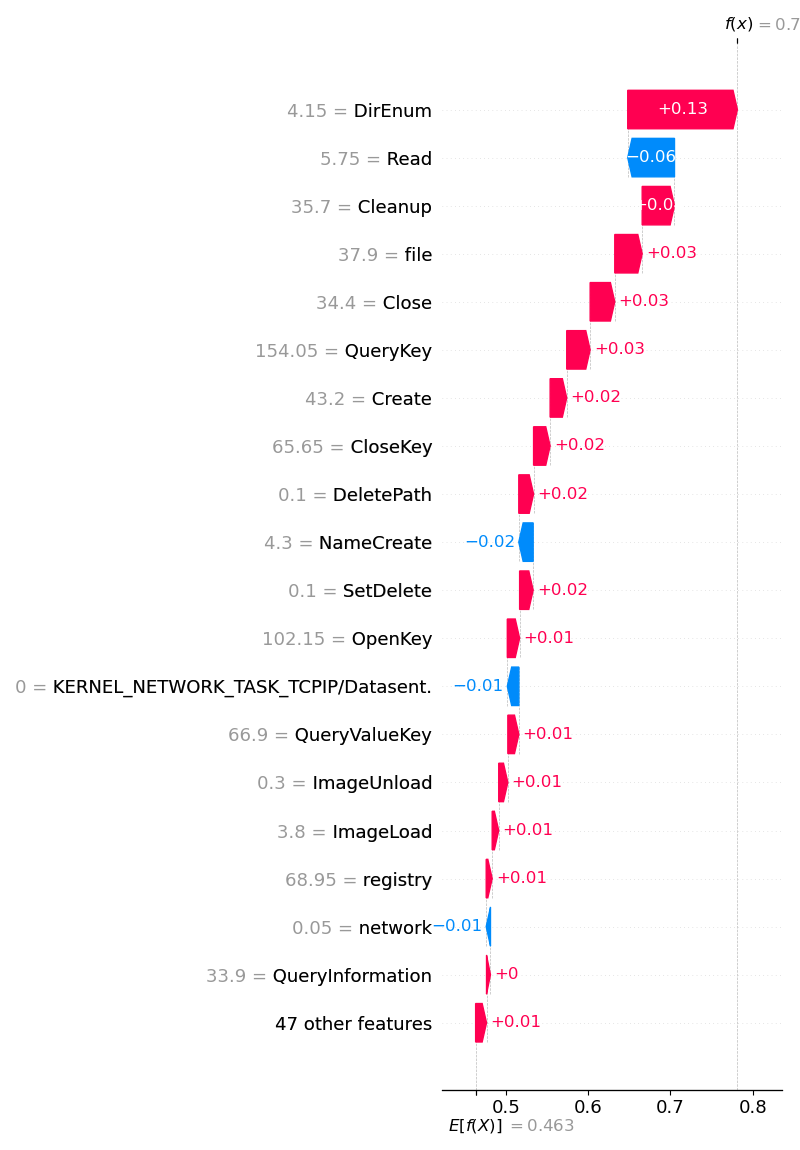 f(x) = 0.7
4.15 = DirEnum +0.13
5.75 = Read −0.06
35.7 = Cleanup
37.9 = file +0.03
34.4 = Close +0.03
154.05 = QueryKey +0.03
43.2 = Create +0.02
65.65 = CloseKey +0.02
0.1 = DeletePath +0.02
4.3 = NameCreate −0.02
0.1 = SetDelete +0.02
102.15 = OpenKey +0.01
0 = KERNEL_NETWORK_TASK_TCPIP/Datasent. −0.01
66.9 = QueryValueKey +0.01
0.3 = ImageUnload +0.01
3.8 = ImageLoad +0.01
68.95 = registry +0.01
0.05 = network −0.01
33.9 = QueryInformation +0
47 other features +0.01
0.5 0.6 0.7 0.8
E[f(X)] = 0.463